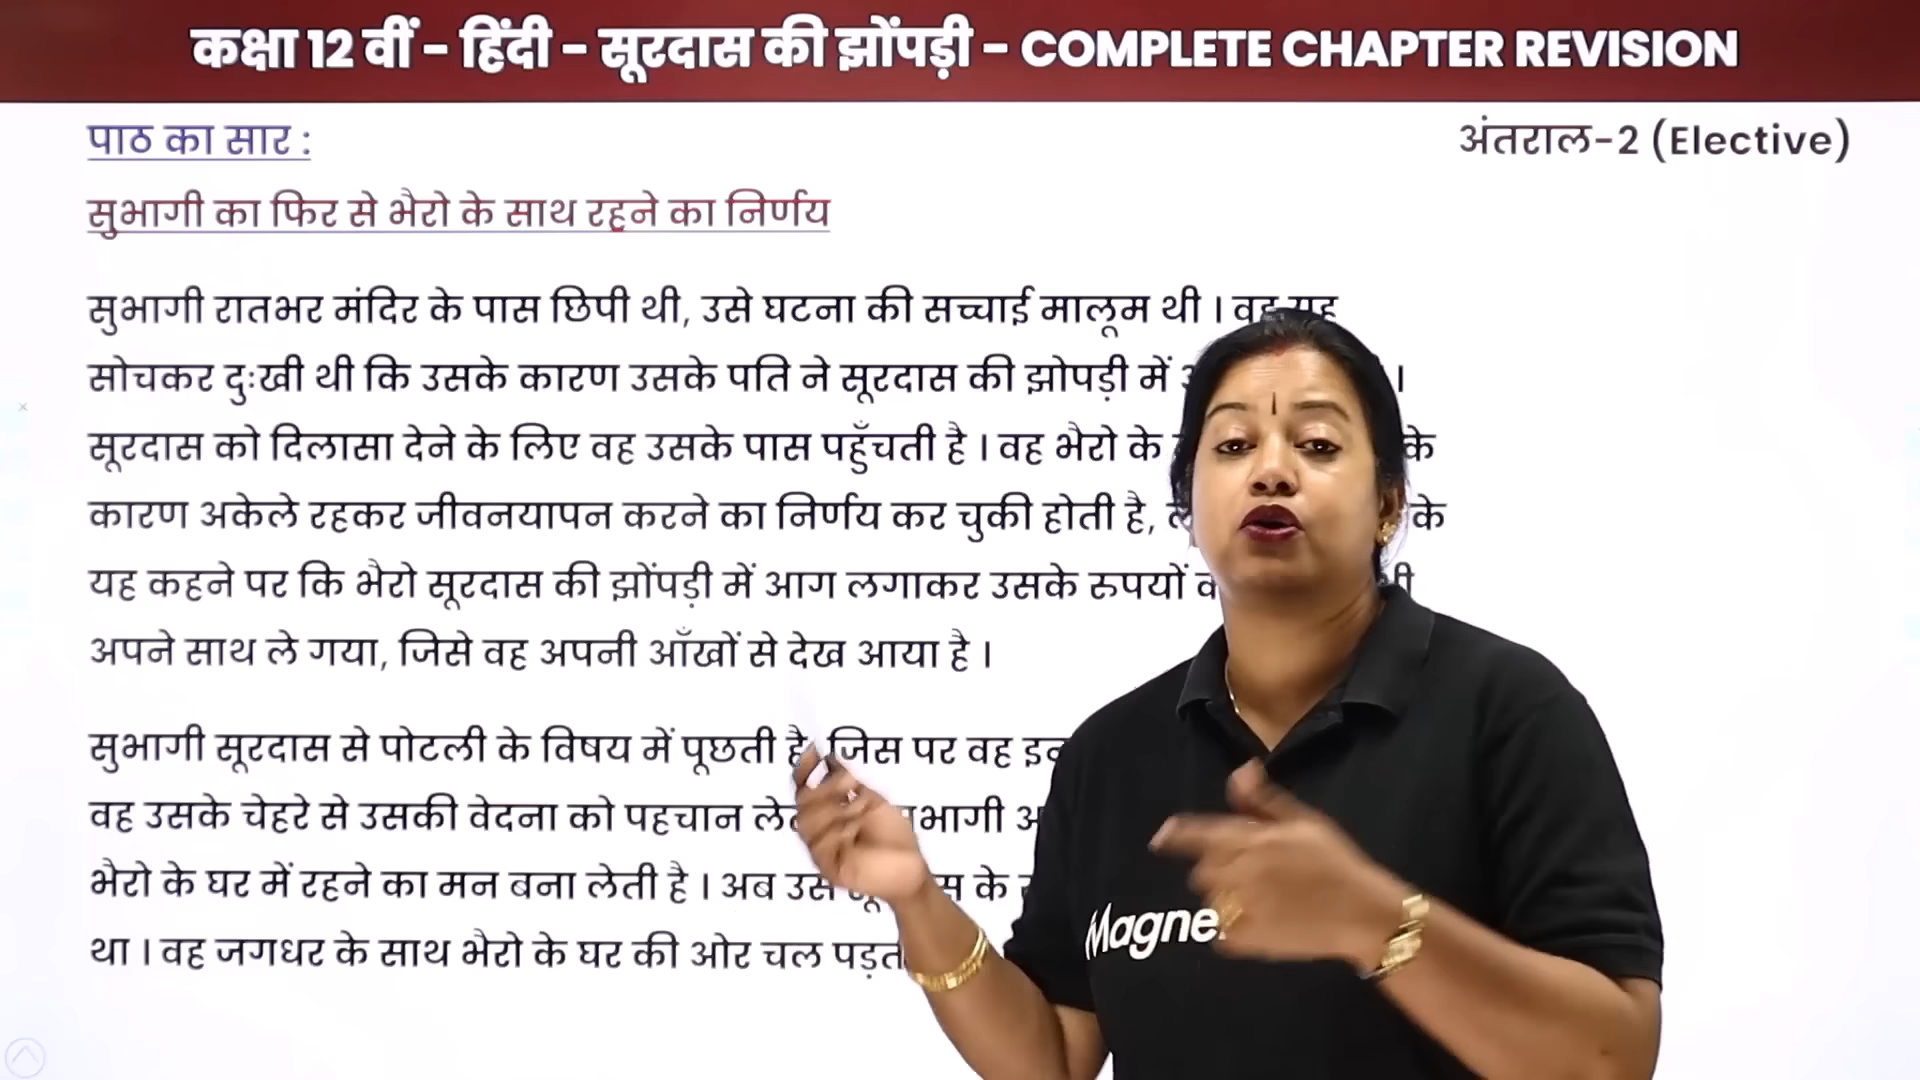 कक्षा 12 वीं - हिंदी - सूरदास की झोंपड़ी - COMPLETE CHAPTER REVISION
पाठ का सार :
अंतराल-2 (Elective)
सुभागी का फिर से भैरो के साथ रहने का निर्णय
सुभागी रातभर मंदिर के पास छिपी थी, उसे घटना की सच्चाई मालूम थी । वह यह
सोचकर दुःखी थी कि उसके कारण उसके पति ने सूरदास की झोपड़ी में ।
सूरदास को दिलासा देने के लिए वह उसके पास पहुँचती है । वह भैरो के के
कारण अकेले रहकर जीवनयापन करने का निर्णय कर चुकी होती है, के
यह कहने पर कि भैरो सूरदास की झोंपड़ी में आग लगाकर उसके रुपयों
अपने साथ ले गया, जिसे वह अपनी आँखों से देख आया है ।
सुभागी सूरदास से पोटली के विषय में पूछती है जिस पर वह
वह उसके चेहरे से उसकी वेदना को पहचान
भैरो के घर में रहने का मन बना लेती है । अब के
था । वह जगधर के साथ भैरो के घर की ओर चल
Magne